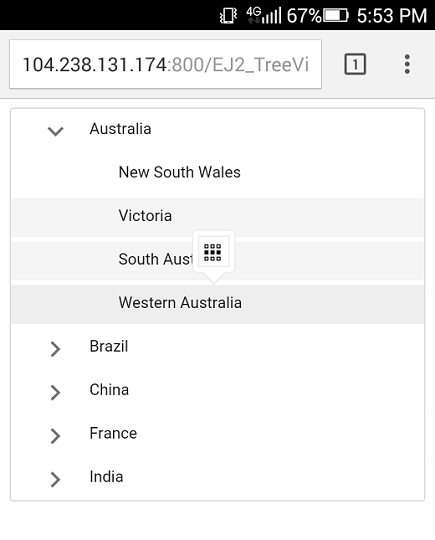 4G 67% 5:53 PM
104.238.131.174:800/EJ2_TreeVi 1
Australia
New South Wales
Victoria
South Aust
Western Australia
Brazil
China
France
India